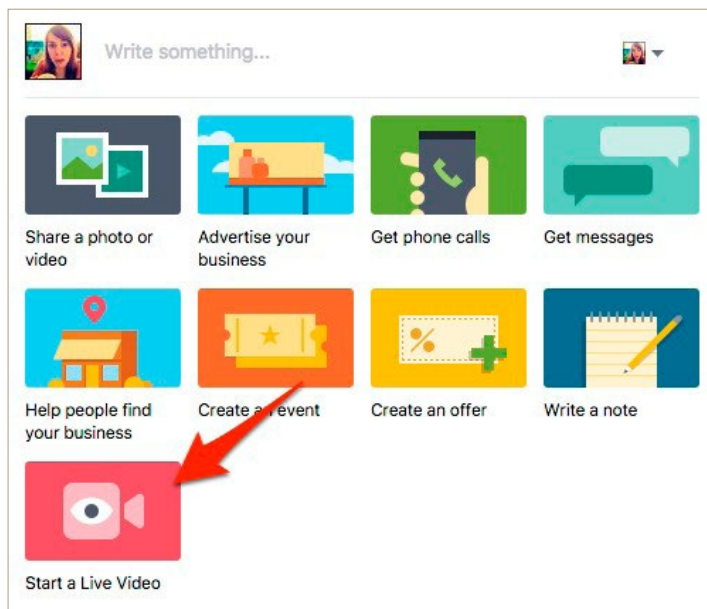 Write something...
Share a photo or
video
Advertise your
business
Get phone calls
Get messages
Help people find
your business
Create an event
Create an offer
Write a note
Start a Live Video